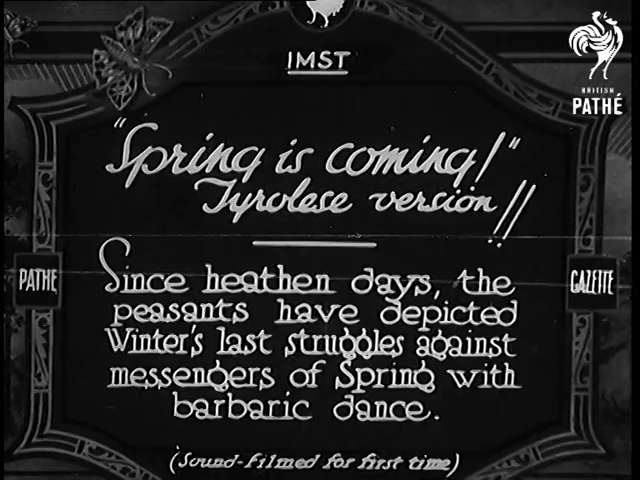 BRITISH
PATHÉ
IMST
"Spring is coming!"
Tyrolese version!!
PATHE
GAZETTE
Since heathen days, the
peasants have depicted
Winter's last struggles against
messengers of Spring with
barbaric dance.
(Sound-Filmed for first time)